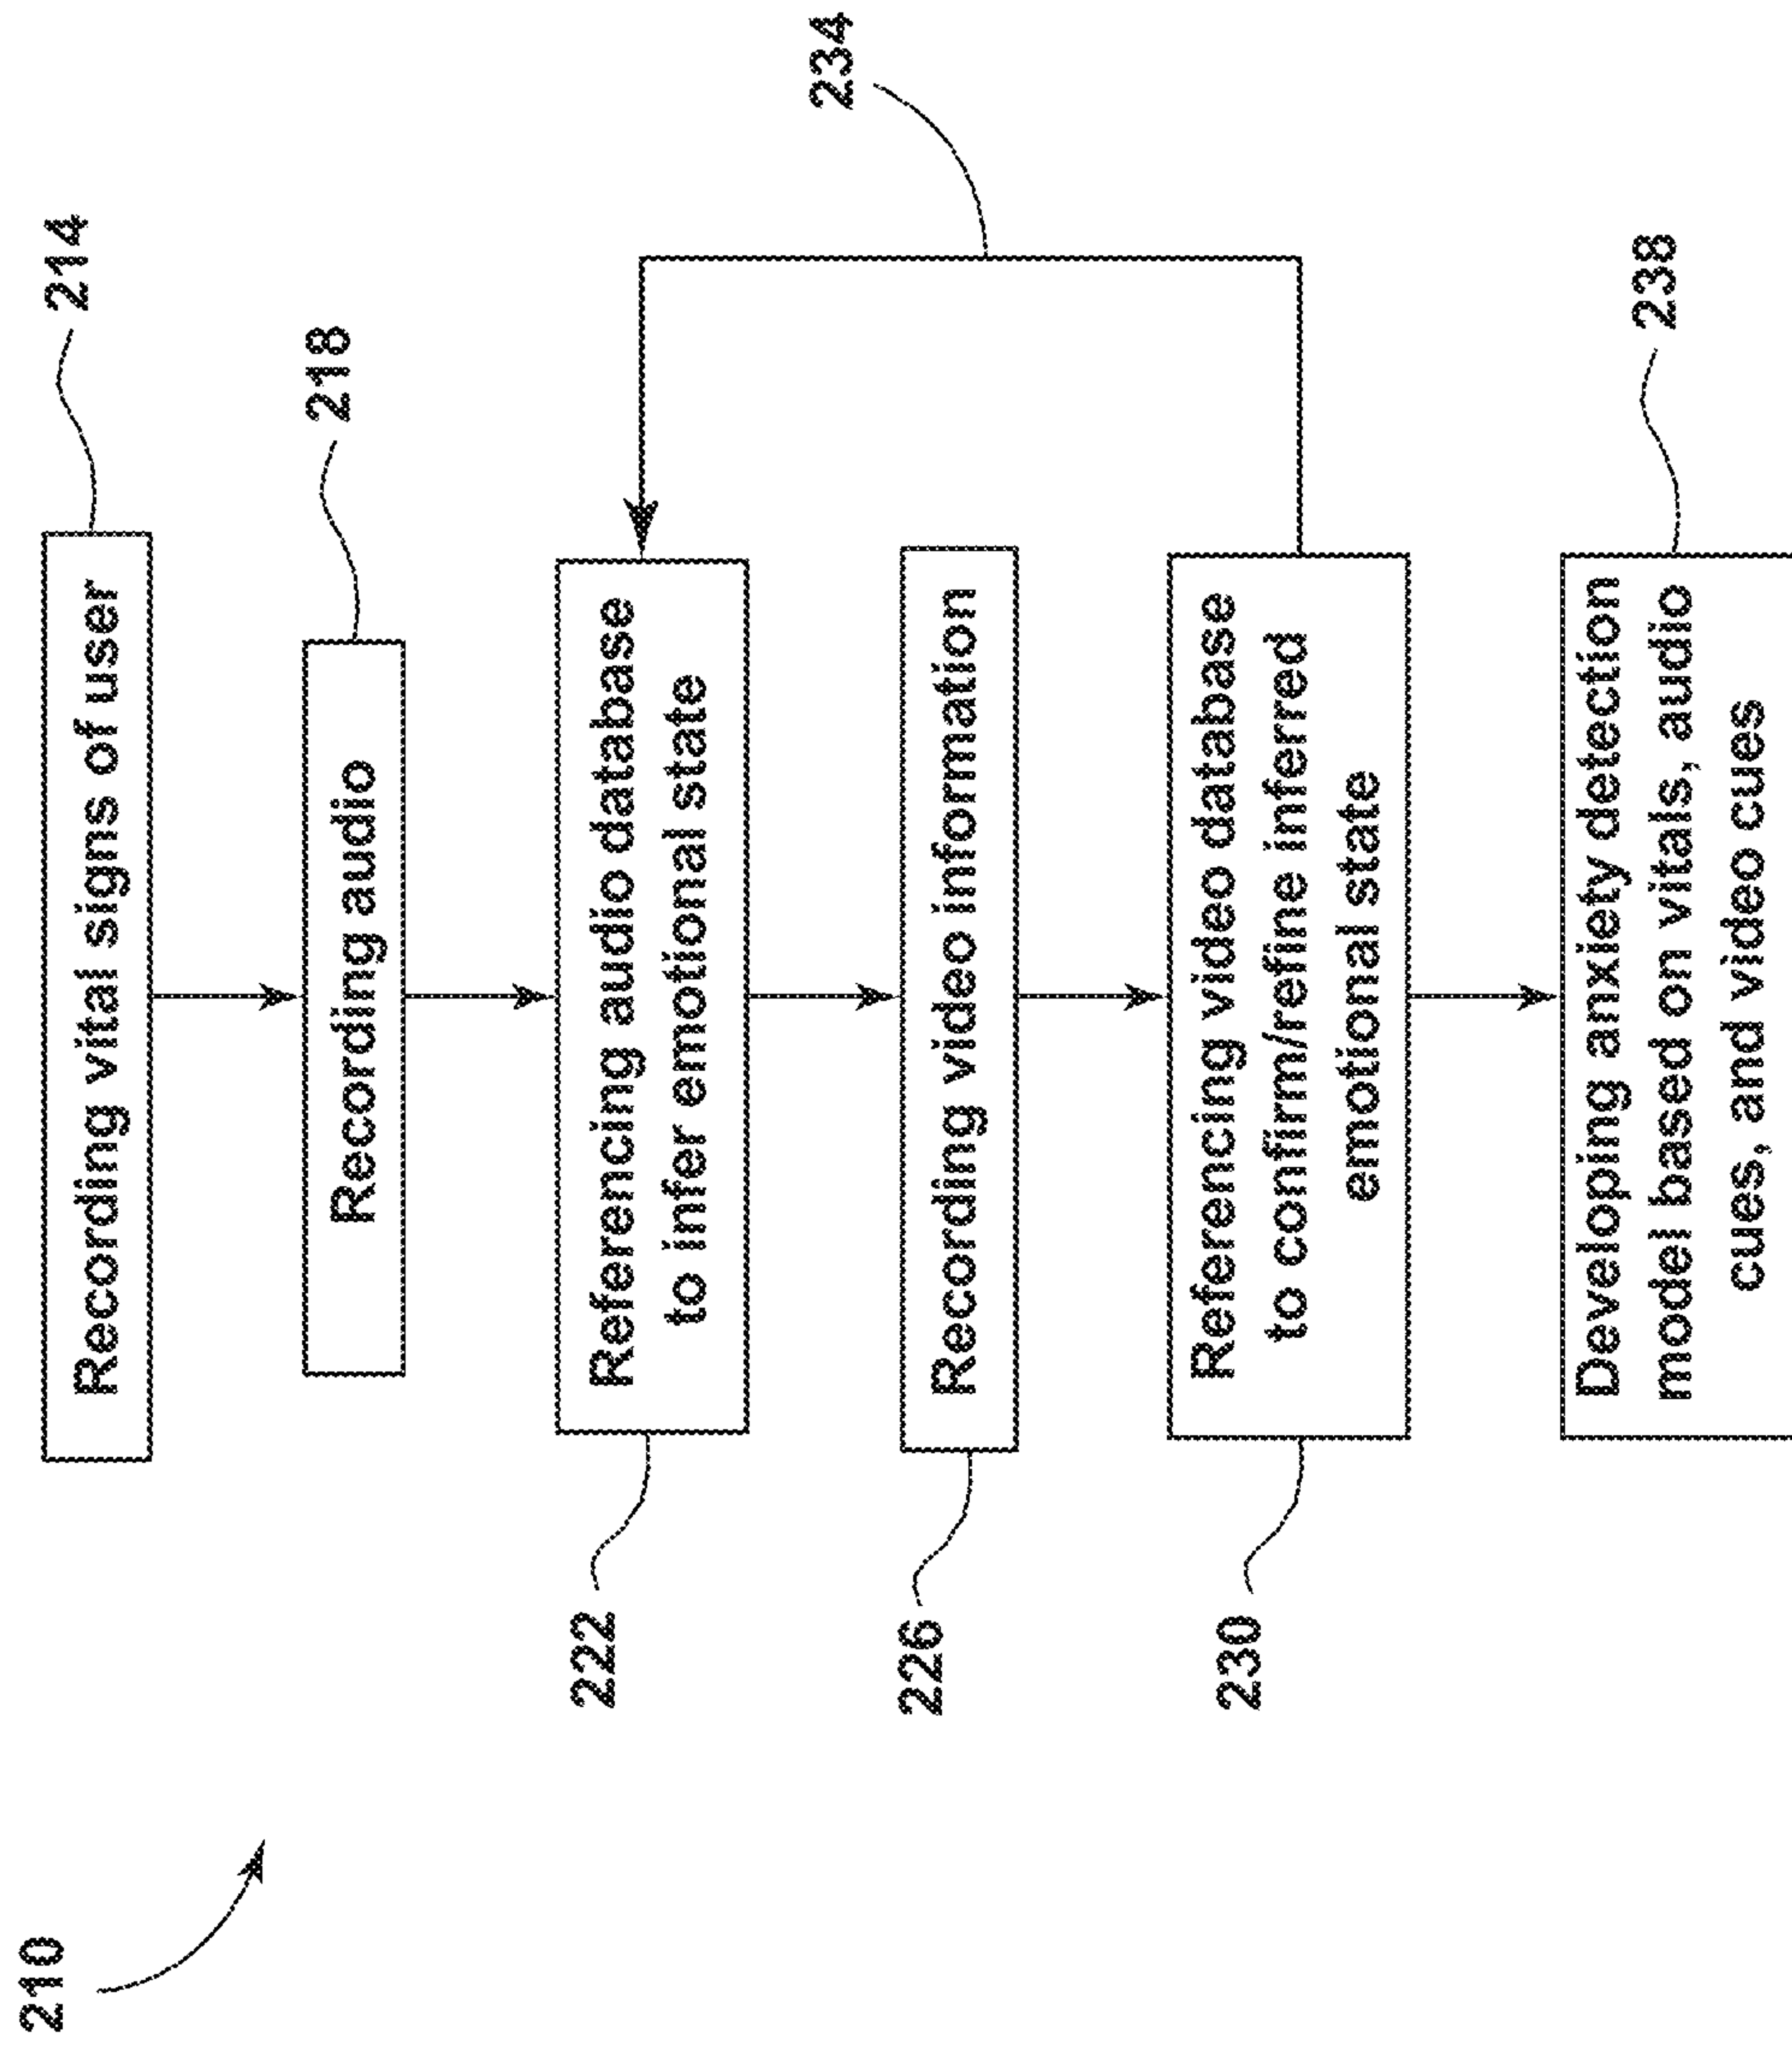 210
Recording vital signs of user
214
Recording audio
218
Referencing audio database
to infer emotional state
222
234
Recording video information
226
Referencing video database
to confirm/refine inferred
emotional state
230
Developing anxiety detection
model based on vitals, audio
cues, and video cues
238